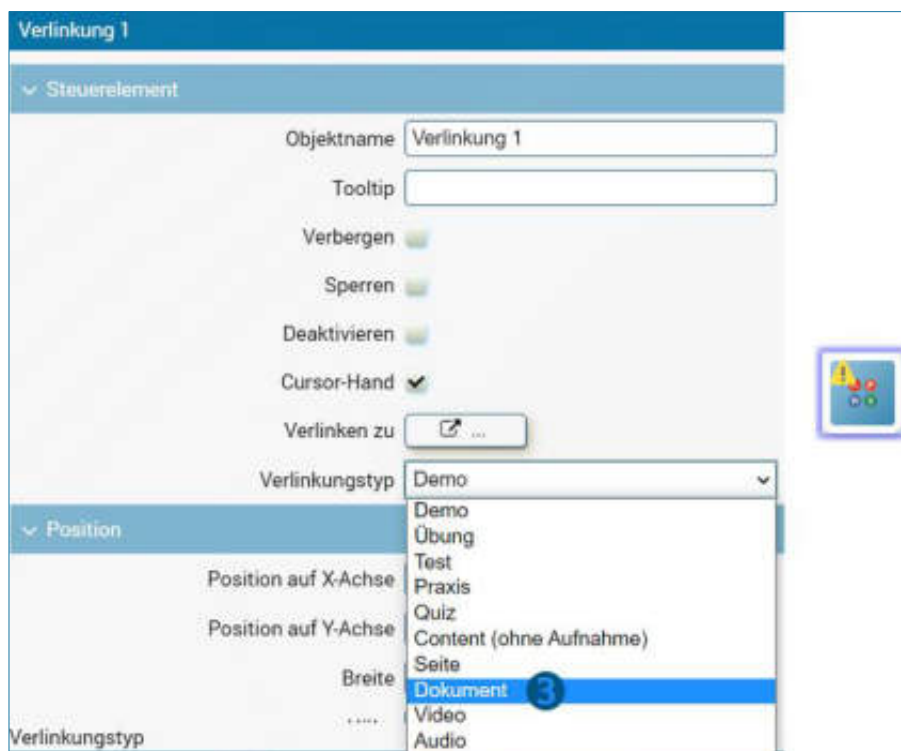 Verlinkung 1
Steuerelement
Objektname Verlinkung 1
Tooltip
Verbergen
Sperren
Deaktivieren
Cursor-Hand
Verlinken zu ...
Verlinkungstyp Demo
Demo
Übung
Position
Test
Position auf X-Achse
Praxis
Quiz
Position auf Y-Achse
Content (ohne Aufnahme)
Seite
Breite
Dokument 3
Video
Verlinkungstyp
Audio